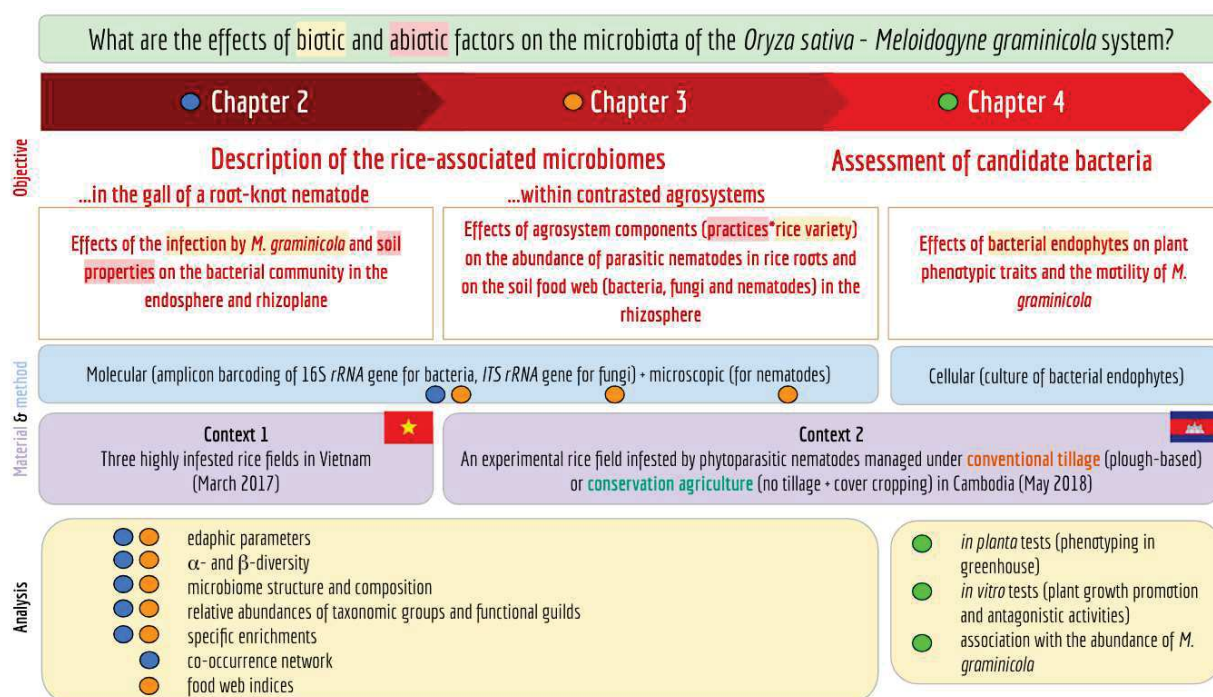 What are the effects of biotic and abiotic factors on the microbiota of the Oryza sativa - Meloidogyne graminicola system?
Chapter 2
Chapter 3
Chapter 4
Objective
Description of the rice-associated microbiomes
Assessment of candidate bacteria
...in the gall of a root-knot nematode
...within contrasted agrosystems
Effects of the infection by M. graminicola and soil
properties on the bacterial community in the
endosphere and rhizoplane
Effects of agrosystem components (practices*rice variety)
on the abundance of parasitic nematodes in rice roots and
on the soil food web (bacteria, fungi and nematodes) in the
rhizosphere
Effects of bacterial endophytes on plant
phenotypic traits and the motility of M.
graminicola
Material & method
Molecular (amplicon barcoding of 16S rRNA gene for bacteria, ITS rRNA gene for fungi) + microscopic (for nematodes)
Cellular (culture of bacterial endophytes)
Context 1
Three highly infested rice fields in Vietnam
(March 2017)
Context 2
An experimental rice field infested by phytoparasitic nematodes managed under conventional tillage (plough-based)
or conservation agriculture (no tillage + cover cropping) in Cambodia (May 2018)
Analysis
edaphic parameters
α- and β-diversity
microbiome structure and composition
relative abundances of taxonomic groups and functional guilds
specific enrichments
co-occurrence network
food web indices
in planta tests (phenotyping in
greenhouse)
in vitro tests (plant growth promotion
and antagonistic activities)
association with the abundance of M.
graminicola